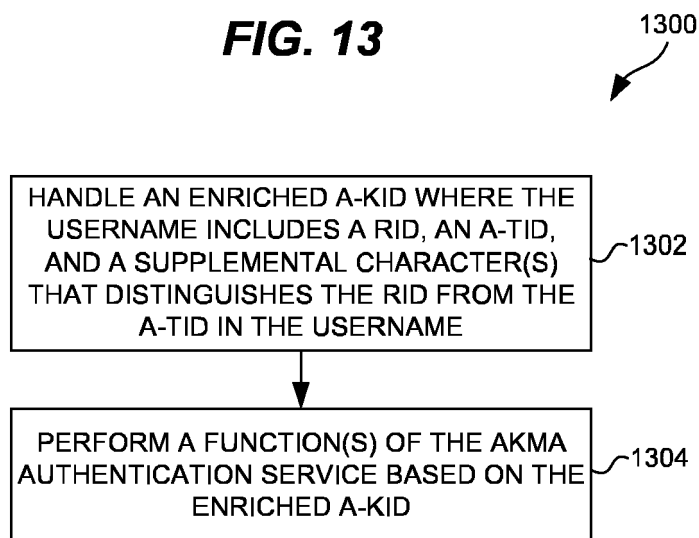 FIG. 13
1300
HANDLE AN ENRICHED A-KID WHERE THE
USERNAME INCLUDES A RID, AN A-TID,
AND A SUPPLEMENTAL CHARACTER(S)
THAT DISTINGUISHES THE RID FROM THE
A-TID IN THE USERNAME
1302
PERFORM A FUNCTION(S) OF THE AKMA
AUTHENTICATION SERVICE BASED ON THE
ENRICHED A-KID
1304